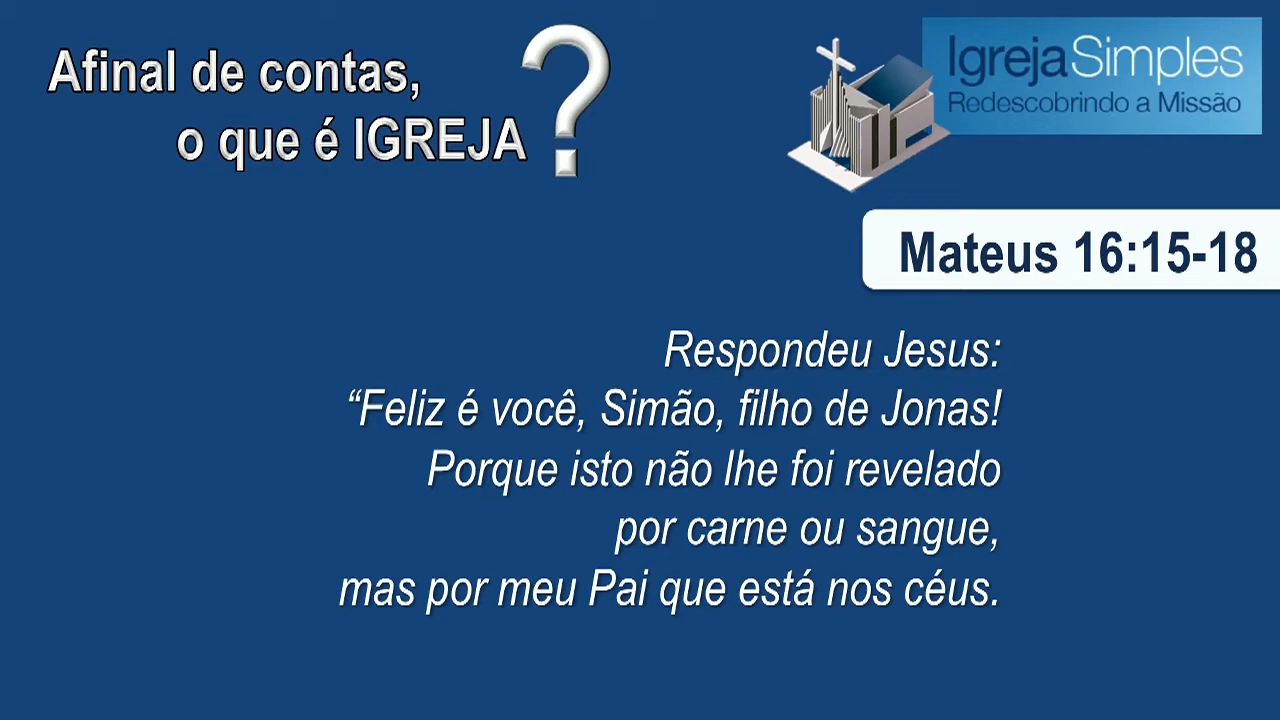 Afinal de contas,
o que é IGREJA?
IgrejaSimples
Redescobrindo a Missão
Mateus 16:15-18
Respondeu Jesus:
“Feliz é você, Simão, filho de Jonas!
Porque isto não lhe foi revelado
por carne ou sangue,
mas por meu Pai que está nos céus.